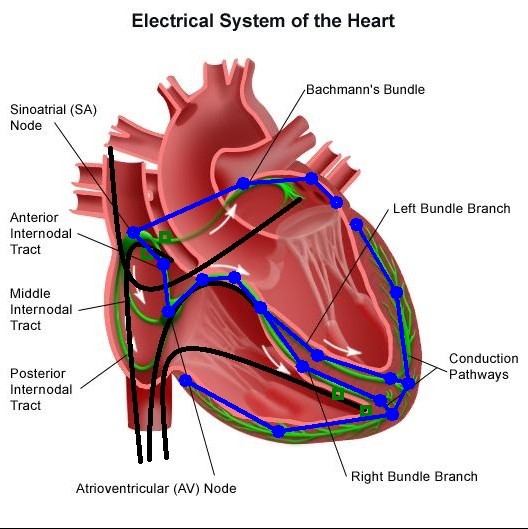 Electrical System of the Heart
Bachmann's Bundle
Sinoatrial (SA)
Node
Left Bundle Branch
Anterior
Internodal
Tract
Middle
Internodal
Tract
Conduction
Pathways
Posterior
Internodal
Tract
Right Bundle Branch
Atrioventricular (AV) Node